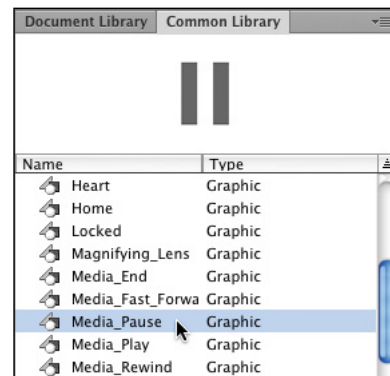 Document Library Common Library
Name Type
Heart Graphic
Home Graphic
Locked Graphic
Magnifying_Lens Graphic
Media_End Graphic
Media_Fast_Forwa Graphic
Media_Pause Graphic
Media_Play Graphic
Media_Rewind Graphic